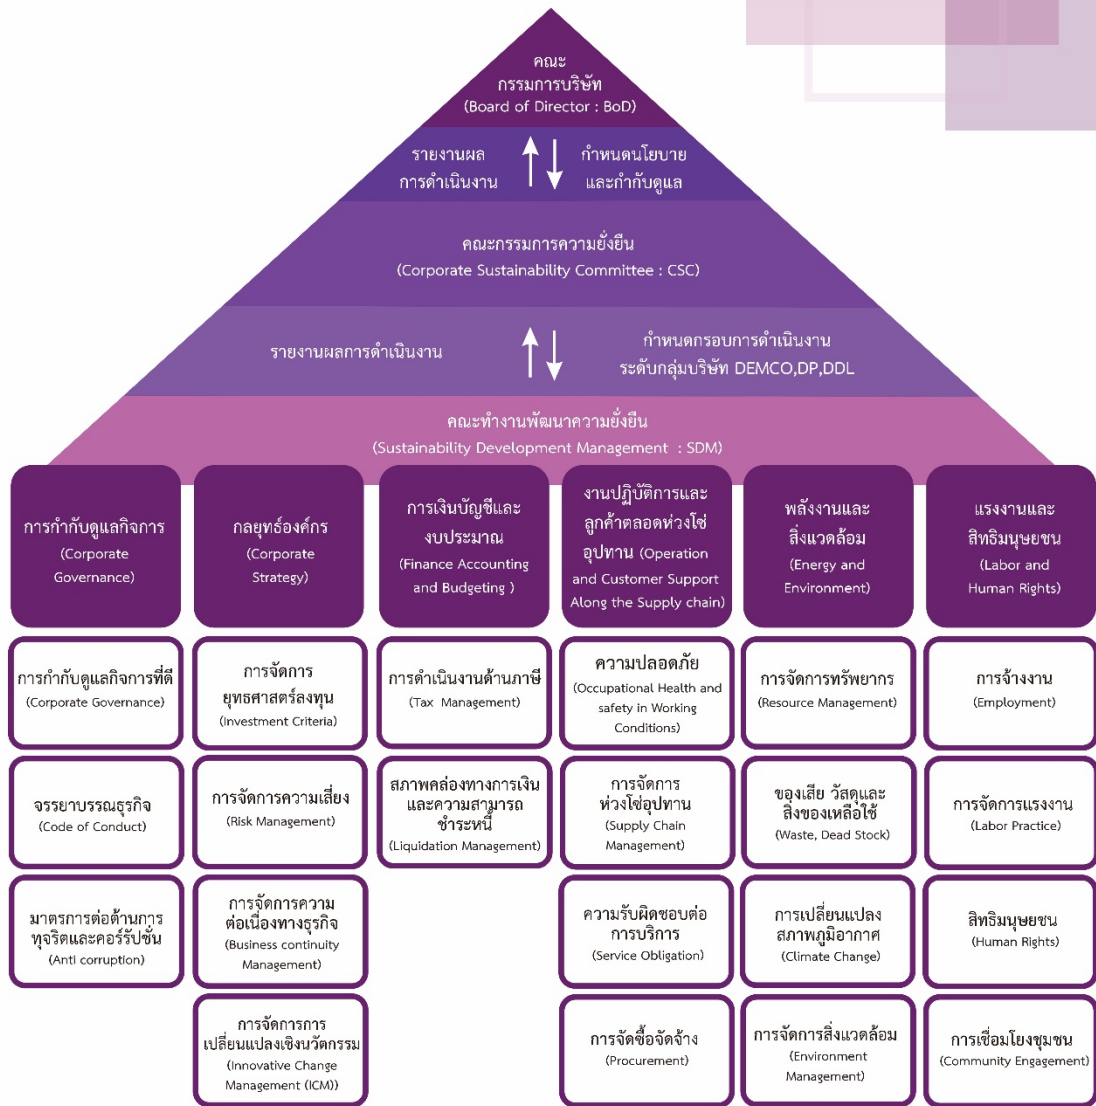 คณะ
กรรมการบริษัท
(Board of Director : BoD)
รายงานผล
การดำเนินงาน
กำหนดนโยบาย
และกำกับดูแล
คณะกรรมการความยั่งยืน
(Corporate Sustainability Committee : CSC)
รายงานผลการดำเนินงาน
กำหนดกรอบการดำเนินงาน
ระดับกลุ่มบริษัท DEMCO,DP,DDL
คณะทำงานพัฒนาความยั่งยืน
(Sustainability Development Management : SDM)
การกำกับดูแลกิจการ
(Corporate
Governance)
กลยุทธ์องค์กร
(Corporate
Strategy)
การเงินบัญชีและ
งบประมาณ
(Finance Accounting
and Budgeting )
งานปฏิบัติการและ
ลูกค้าตลอดห่วงโซ่
อุปทาน (Operation
and Customer Support
Along the Supply chain)
พลังงานและ
สิ่งแวดล้อม
(Energy and
Environment)
แรงงานและ
สิทธิมนุษยชน
(Labor and
Human Rights)
การกำกับดูแลกิจการที่ดี
(Corporate Governance)
การจัดการ
ยุทธศาสตร์ลงทุน
(Investment Criteria)
การดำเนินงานด้านภาษี
(Tax Management)
ความปลอดภัย
(Occupational Health and
safety in Working
Conditions)
การจัดการทรัพยากร
(Resource Management)
การจ้างงาน
(Employment)
จรรยาบรรณธุรกิจ
(Code of Conduct)
การจัดการความเสี่ยง
(Risk Management)
สภาพคล่องทางการเงิน
และความสามารถ
ชำระหนี้
(Liquidation Management)
การจัดการ
ห่วงโซ่อุปทาน
(Supply Chain
Management)
ของเสีย วัสดุและ
สิ่งของเหลือใช้
(Waste, Dead Stock)
การจัดการแรงงาน
(Labor Practice)
มาตรการต่อต้านการ
ทุจริตและคอร์รัปชั่น
(Anti corruption)
การจัดการความ
ต่อเนื่องทางธุรกิจ
(Business continuity
Management)
ความรับผิดชอบต่อ
การบริการ
(Service Obligation)
การเปลี่ยนแปลง
สภาพภูมิอากาศ
(Climate Change)
สิทธิมนุษยชน
(Human Rights)
การจัดการการ
เปลี่ยนแปลงเชิงนวัตกรรม
(Innovative Change
Management (ICM))
การจัดซื้อจัดจ้าง
(Procurement)
การจัดการสิ่งแวดล้อม
(Environment
Management)
การเชื่อมโยงชุมชน
(Community Engagement)